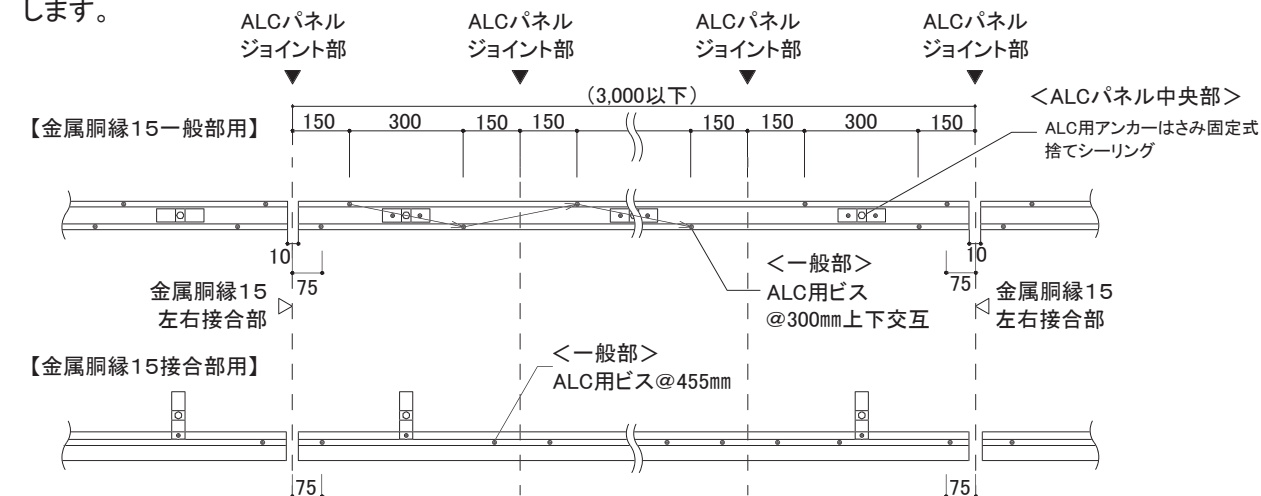 します。
ALCパネル
ジョイント部
ALCパネル
ジョイント部
ALCパネル
ジョイント部
ALCパネル
ジョイント部
(3,000以下)
【金属胴縁15一般部用】
150 300 150 150 150 150 300 150
<ALCパネル中央部>
ALC用アンカーはさみ固定式
捨てシーリング
10
75
金属胴縁15
左右接合部
<一般部>
ALC用ビス
@300mm上下交互
10
75
金属胴縁15
左右接合部
【金属胴縁15接合部用】
<一般部>
ALC用ビス@455mm
75
75